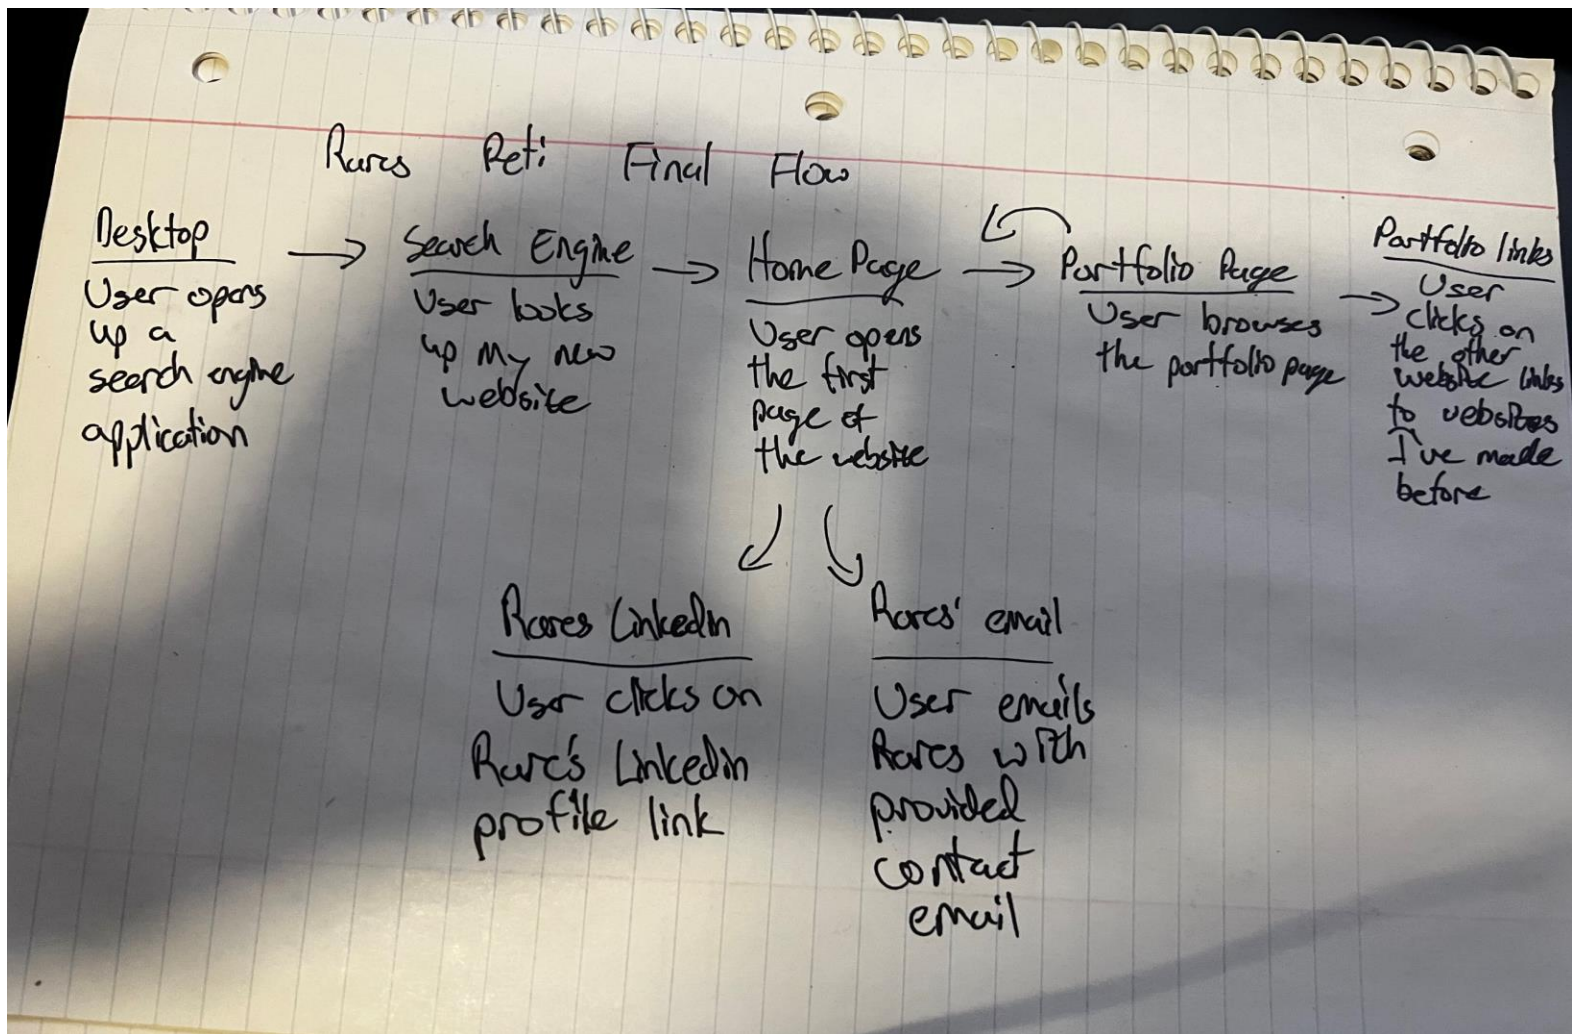 Rares Reti Final Flow
Desktop
User opens
up a
search engine
application
Search Engine
User looks
up my new
website
Home Page
User opens
the first
page of
the website
Portfolio Page
User browses
the portfolio page
Portfolio links
User
clicks on
the other
website links
to websites
I've made
before
Rares LinkedIn
User clicks on
Rare's Linkedin
profile link
Rares' email
User emails
Rares with
provided
contact
email